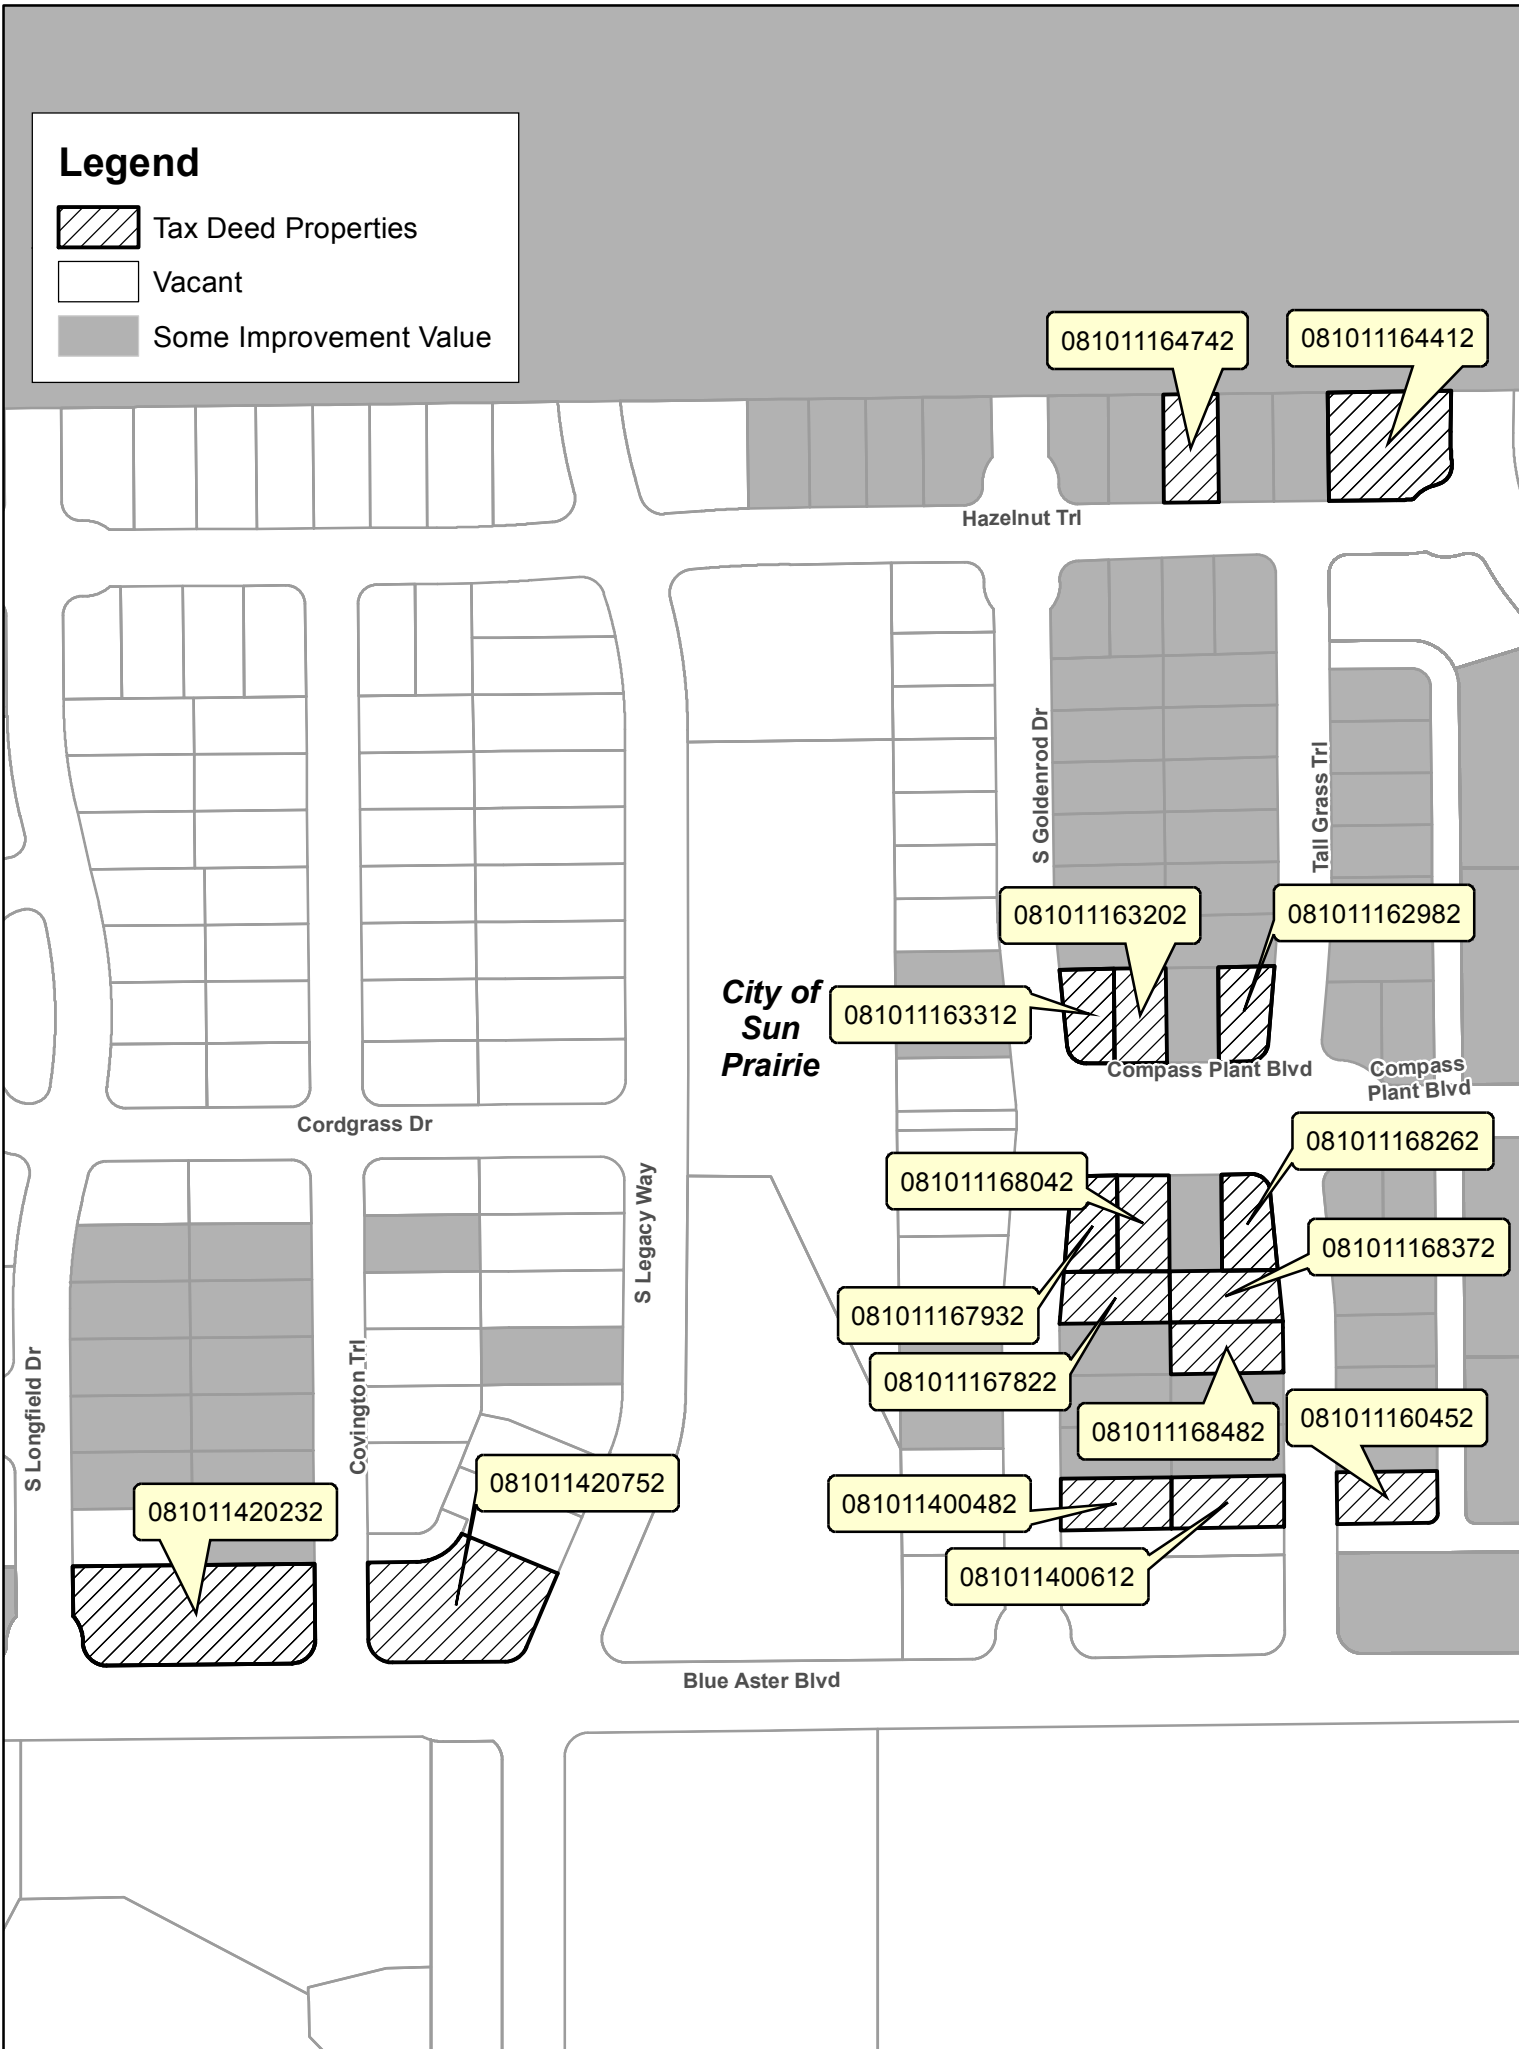 Legend
Tax Deed Properties
Vacant
Some Improvement Value
081011164742
081011164412
Hazelnut Trl
S Goldenrod Dr
Tall Grass Trl
081011163202
081011162982
City of
Sun
Prairie
081011163312
Compass Plant Blvd
Compass
Plant Blvd
Cordgrass Dr
081011168262
081011168042
S Legacy Way
081011168372
081011167932
S Longfield Dr
Covington Trl
081011167822
081011168482
081011160452
081011420752
081011420232
081011400482
081011400612
Blue Aster Blvd